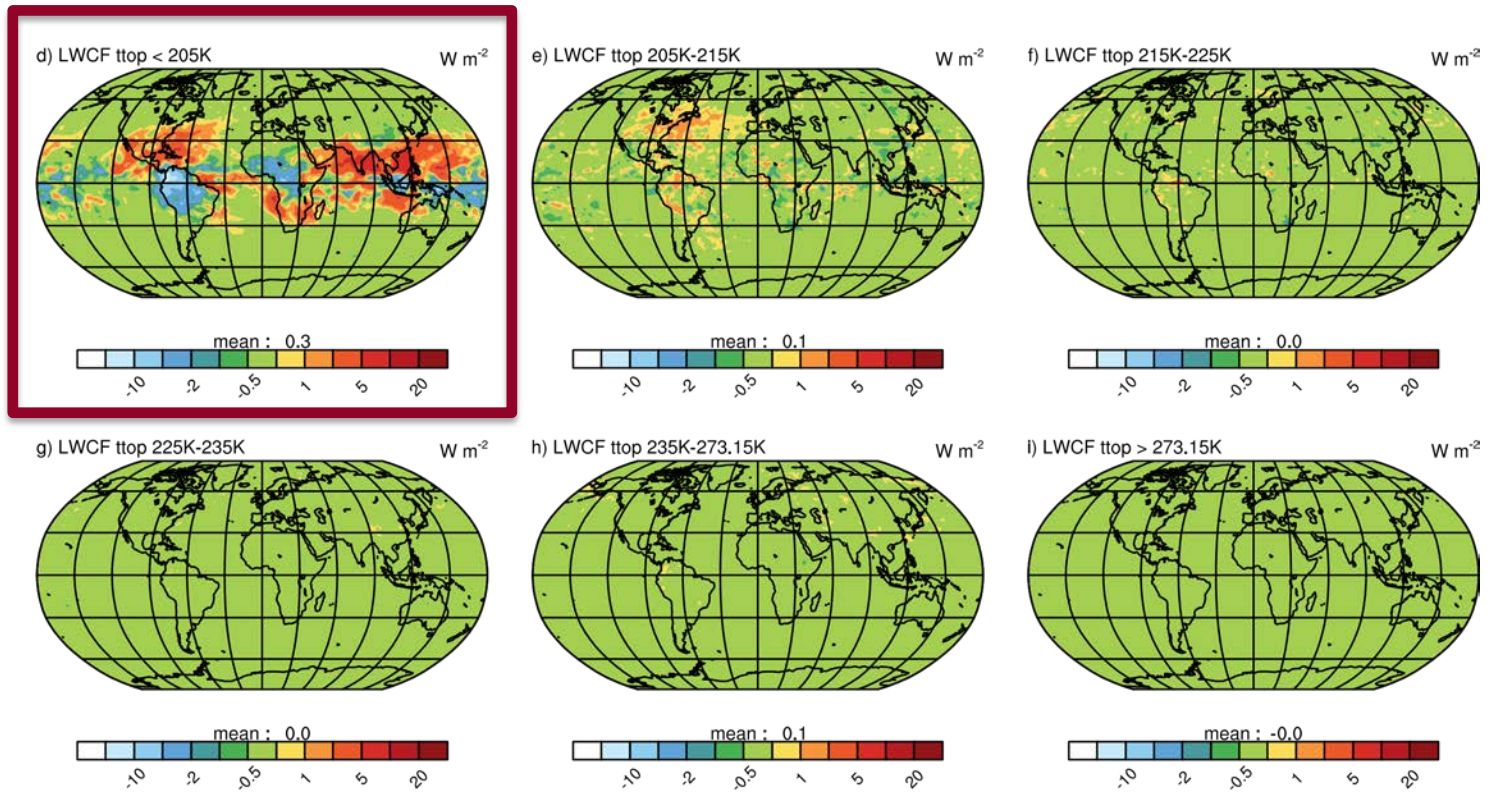 d) LWCF ttop < 205K W m-2
e) LWCF ttop 205K-215K W m-2
f) LWCF ttop 215K-225K W m-2
mean : 0.3
-10 -2 -0.5 1 5 20
mean : 0.1
-10 -2 -0.5 1 5 20
mean : 0.0
-10 -2 -0.5 1 5 20
g) LWCF ttop 225K-235K W m-2
h) LWCF ttop 235K-273.15K W m-2
i) LWCF ttop > 273.15K W m-2
mean : 0.0
-10 -2 -0.5 1 5 20
mean : 0.1
-10 -2 -0.5 1 5 20
mean : -0.0
-10 -2 -0.5 1 5 20